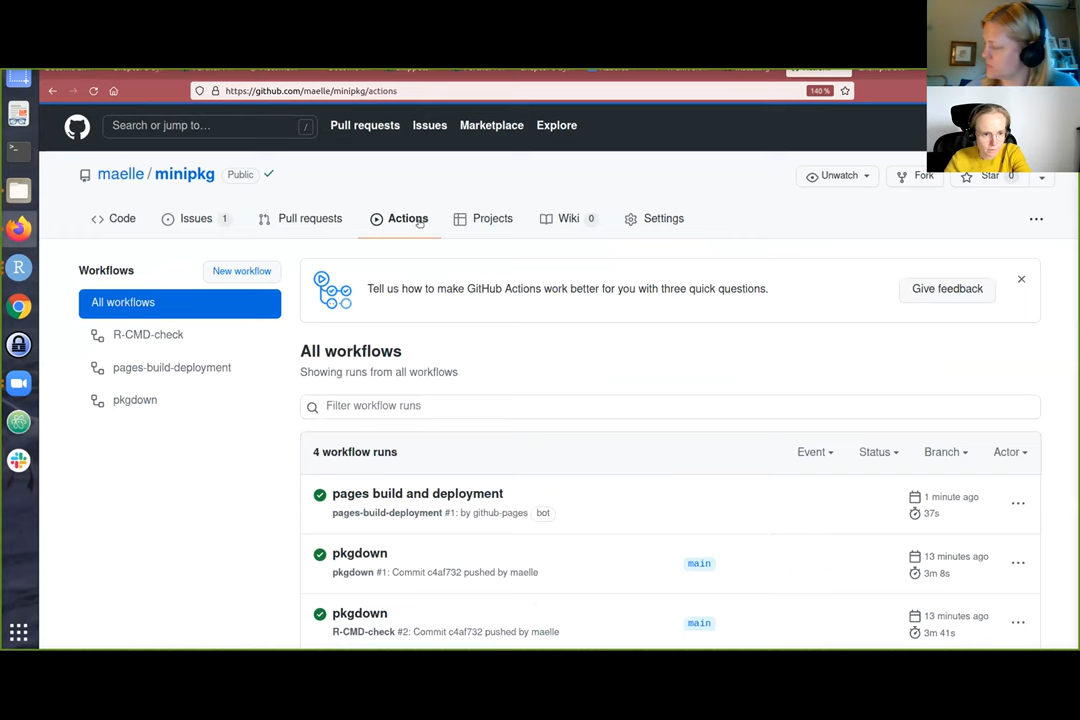 https://github.com/maelle/minipkg/actions
140 %
Search or jump to…
/
Pull requests
Issues
Marketplace
Explore
maelle / minipkg
Public
Unwatch
Fork
Star
0
Code
Issues
1
Pull requests
Actions
Projects
Wiki
0
Settings
Workflows
New workflow
All workflows
R-CMD-check
pages-build-deployment
pkgdown
Tell us how to make GitHub Actions work better for you with three quick questions.
Give feedback
All workflows
Showing runs from all workflows
Filter workflow runs
4 workflow runs
Event
Status
Branch
Actor
pages build and deployment
pages-build-deployment #1: by github-pages
bot
1 minute ago
37s
pkgdown
pkgdown #1: Commit c4af732 pushed by maelle
main
13 minutes ago
3m 8s
pkgdown
R-CMD-check #2: Commit c4af732 pushed by maelle
main
13 minutes ago
3m 41s